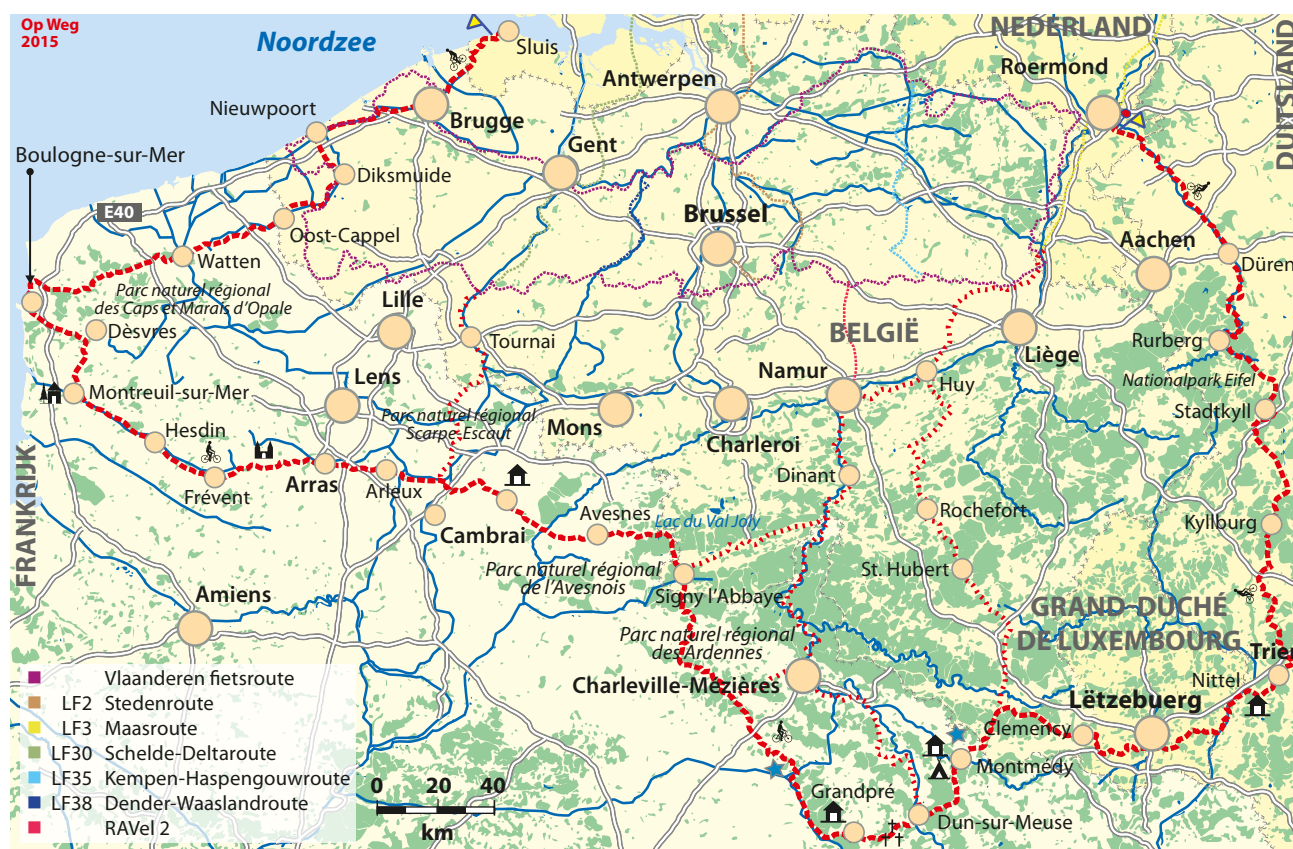 Op Weg
2015
Noordzee
Sluis
NEDERLAND
DUITSLAND
Roermond
Antwerpen
Nieuwpoort
Brugge
Gent
Boulogne-sur-Mer
Diksmuide
E40
Oost-Cappel
Brussel
Aachen
Watten
Düren
Parc naturel régional
des Caps et Marais d'Opale
Lille
Dèsvres
Tournai
BELGIË
Liège
Rurberg
Lens
Namur
Huy
Nationalpark Eifel
Montreuil-sur-Mer
Parc naturel régional
Scarpe-Escaut
Mons
Charleroi
Stadtkyll
Hesdin
FRANKRIJK
Frévent
Arras
Arleux
Dinant
Cambrai
Avesnes
Lac du Val Joly
Rochefort
Kyllburg
Parc naturel régional
de l'Avesnois
St. Hubert
Signy l'Abbaye
Amiens
GRAND-DUCHÉ
DE LUXEMBOURG
Parc naturel régional
des Ardennes
Trier
Charleville-Mézières
Nittel
Lëtzebuerg
Clemency
Montmédy
Grandpré
Dun-sur-Meuse
Vlaanderen fietsroute
LF2 Stedenroute
LF3 Maasroute
LF30 Schelde-Deltaroute
LF35 Kempen-Haspengouwroute
LF38 Dender-Waaslandroute
RAVel 2
0 20 40
km